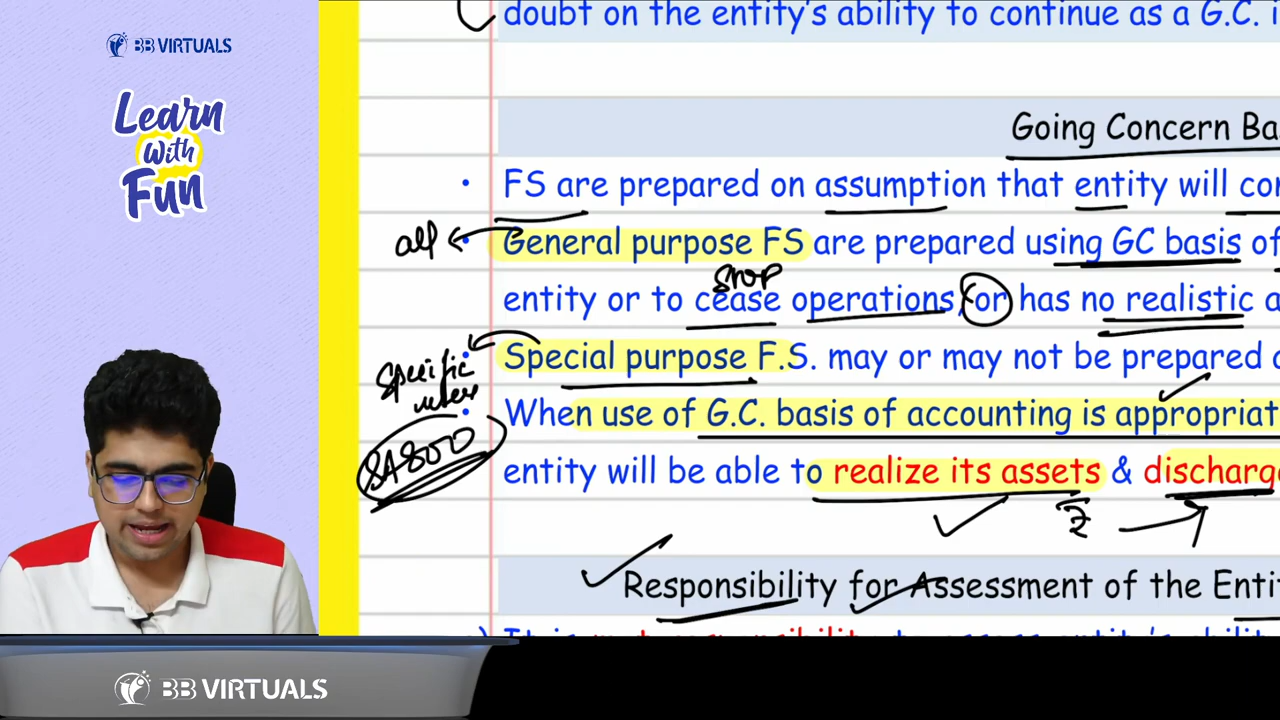 BB VIRTUALS
Learn
With
Fun
doubt on the entity's ability to continue as a G.C. i
Going Concern Ba
• FS are prepared on assumption that entity will con
all
• General purpose FS are prepared using GC basis of
stop
entity or to cease operations, or has no realistic a
• Special purpose F.S. may or may not be prepared
Specific
users
• When use of G.C. basis of accounting is appropriat
SA 800
entity will be able to realize its assets & discharge
Responsibility for Assessment of the Enti
BB VIRTUALS